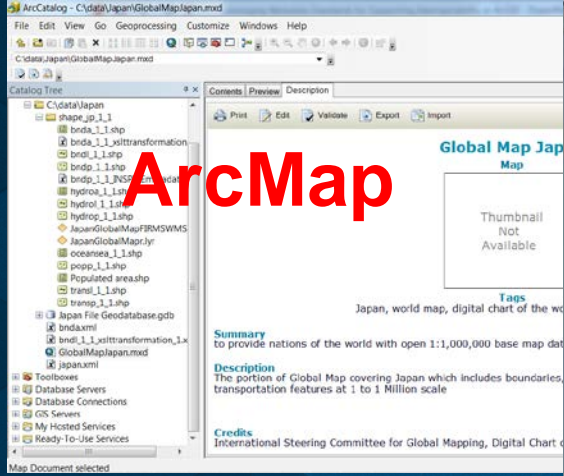 ArcCatalog - C:\data\Japan\GlobalMapJapan.mxd
File Edit View Go Geoprocessing Customize Windows Help
C:\data\Japan\GlobalMapJapan.mxd
Catalog Tree
C:\data\Japan
shape_jp_1_1
bnda_1_1.shp
bnda_1_1_xslttransformation
bndl_1_1.shp
bndp_1_1.shp
hydroa_1_1.shp
hydrol_1_1.shp
hydrop_1_1.shp
JapanGlobalMapFIRMSWMS
JapanGlobalMapr.lyr
oceansea_1_1.shp
popp_1_1.shp
Populated area.shp
transl_1_1.shp
transp_1_1.shp
Japan File Geodatabase.gdb
bnda.xml
bndl_1_1_xslttransformation_1.x
GlobalMapJapan.mxd
japan.xml
Toolboxes
Database Servers
Database Connections
GIS Servers
My Hosted Services
Ready-To-Use Services
Map Document selected
ArcMap
Contents Preview Description
Print Edit Validate Export Import
Global Map Jap
Map
Thumbnail
Not
Available
Tags
Japan, world map, digital chart of the wo
Summary
to provide nations of the world with open 1:1,000,000 base map dat
Description
The portion of Global Map covering Japan which includes boundaries,
transportation features at 1 to 1 Million scale
Credits
International Steering Committee for Global Mapping, Digital Chart o